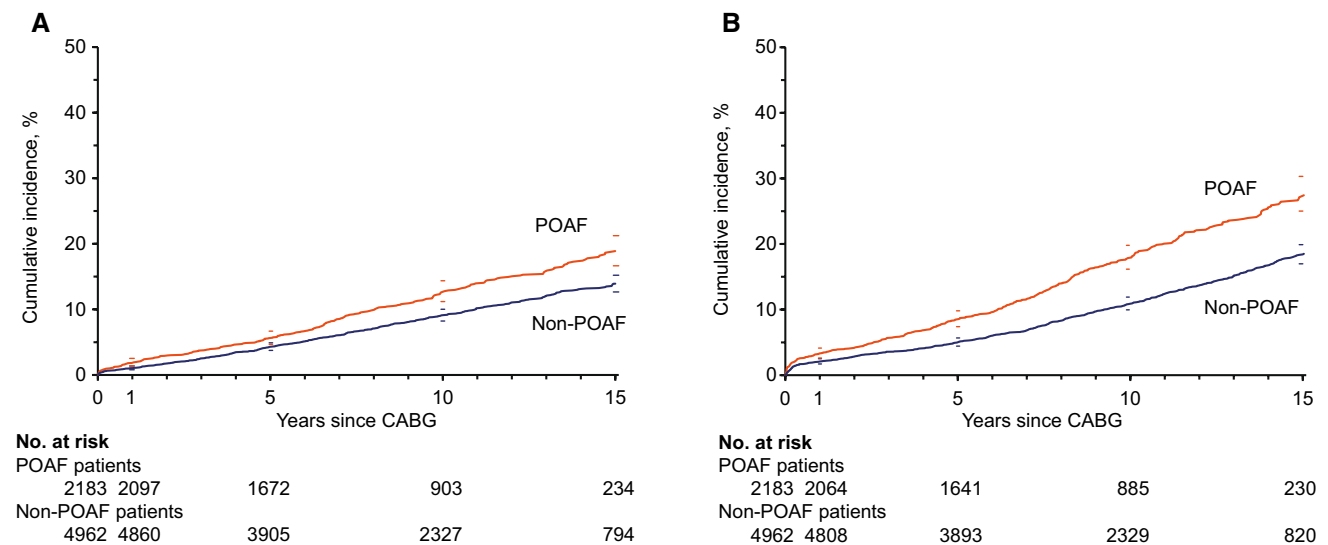 A
50
40
30
20
10
0
Cumulative incidence, %
POAF
Non-POAF
0 1 5 10 15
Years since CABG
No. at risk
POAF patients
2183 2097 1672 903 234
Non-POAF patients
4962 4860 3905 2327 794
B
50
40
30
20
10
0
Cumulative incidence, %
POAF
Non-POAF
0 1 5 10 15
Years since CABG
No. at risk
POAF patients
2183 2064 1641 885 230
Non-POAF patients
4962 4808 3893 2329 820